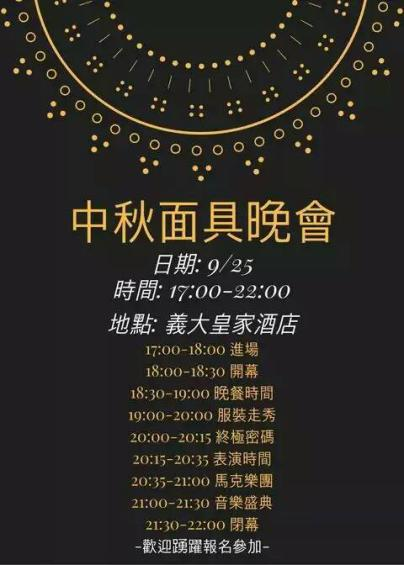 中秋面具晚會
日期: 9/25
時間: 17:00-22:00
地點: 義大皇家酒店
17:00-18:00 進場
18:00-18:30 開幕
18:30-19:00 晚餐時間
19:00-20:00 服裝走秀
20:00-20:15 終極密碼
20:15-20:35 表演時間
20:35-21:00 馬克樂團
21:00-21:30 音樂盛典
21:30-22:00 閉幕
-歡迎踴躍報名參加-